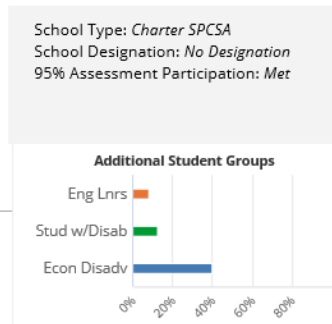 School Type: Charter SPCSA
School Designation: No Designation
95% Assessment Participation: Met
Additional Student Groups
Eng Lnrs
Stud w/Disab
Econ Disadv
0% 20% 40% 60% 80%